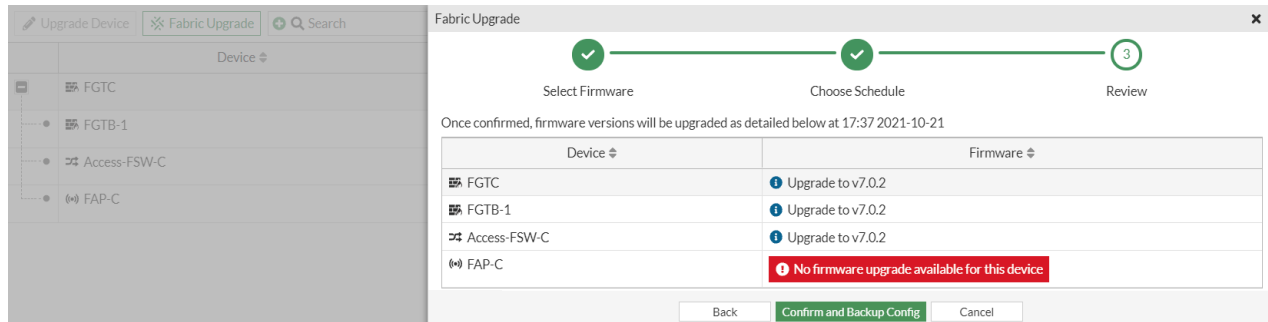 Upgrade Device Fabric Upgrade Search
Device
FGTC
FGTB-1
Access-FSW-C
FAP-C
Fabric Upgrade
3
Select Firmware Choose Schedule Review
Once confirmed, firmware versions will be upgraded as detailed below at 17:37 2021-10-21
Device Firmware
FGTC Upgrade to v7.0.2
FGTB-1 Upgrade to v7.0.2
Access-FSW-C Upgrade to v7.0.2
FAP-C No firmware upgrade available for this device
Back Confirm and Backup Config Cancel